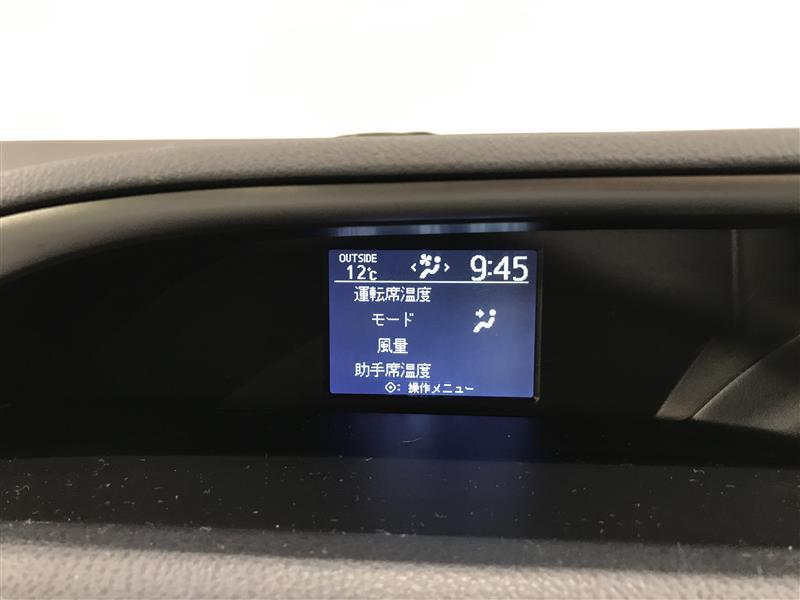 OUTSIDE
12℃ 9:45
運転席温度
モード
風量
助手席温度
: 操作メニュー